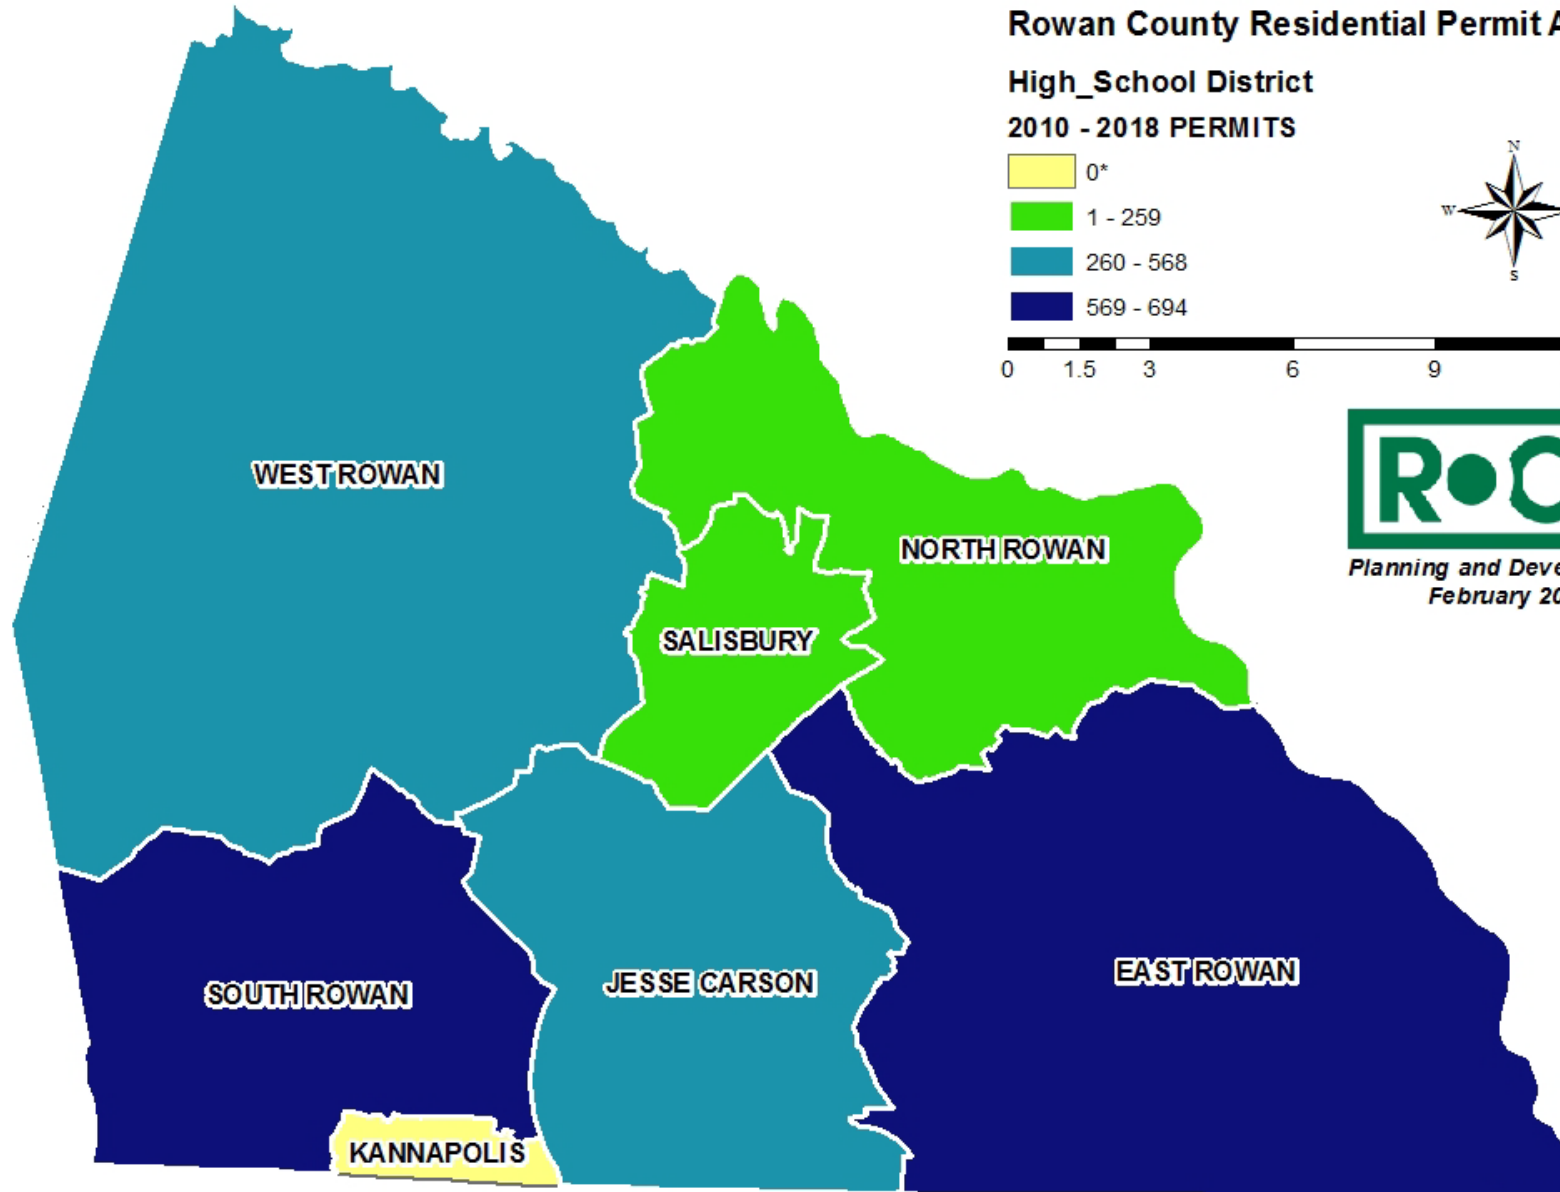 Rowan County Residential Permit A
High_School District
2010 - 2018 PERMITS
0*
1 - 259
260 - 568
569 - 694
N
W
S
0 1.5 3 6 9
R●C
Planning and Deve
February 20
WEST ROWAN
NORTH ROWAN
SALISBURY
SOUTH ROWAN
JESSE CARSON
EAST ROWAN
KANNAPOLIS